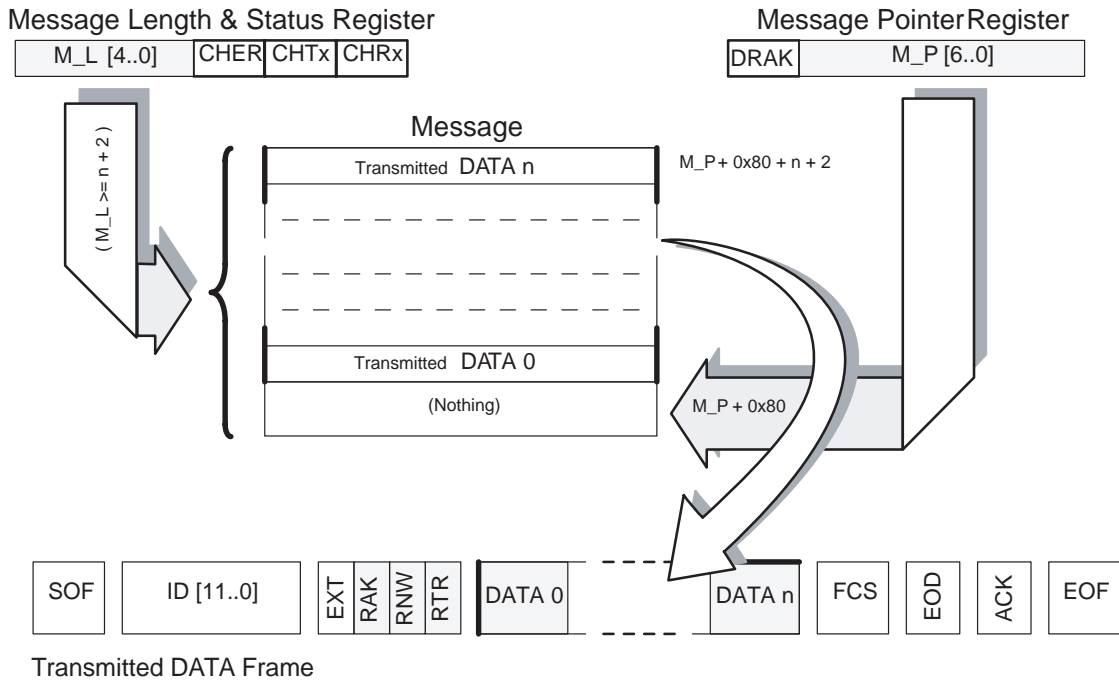 Message Length & Status Register
Message PointerRegister
M_L [4..0]
CHER
CHTx
CHRx
DRAK
M_P [6..0]
( M_L >= n + 2 )
Message
Transmitted DATA n
M_P + 0x80 + n + 2
Transmitted DATA 0
(Nothing)
M_P + 0x80
SOF
ID [11..0]
EXT
RAK
RNW
RTR
DATA 0
DATA n
FCS
EOD
ACK
EOF
Transmitted DATA Frame